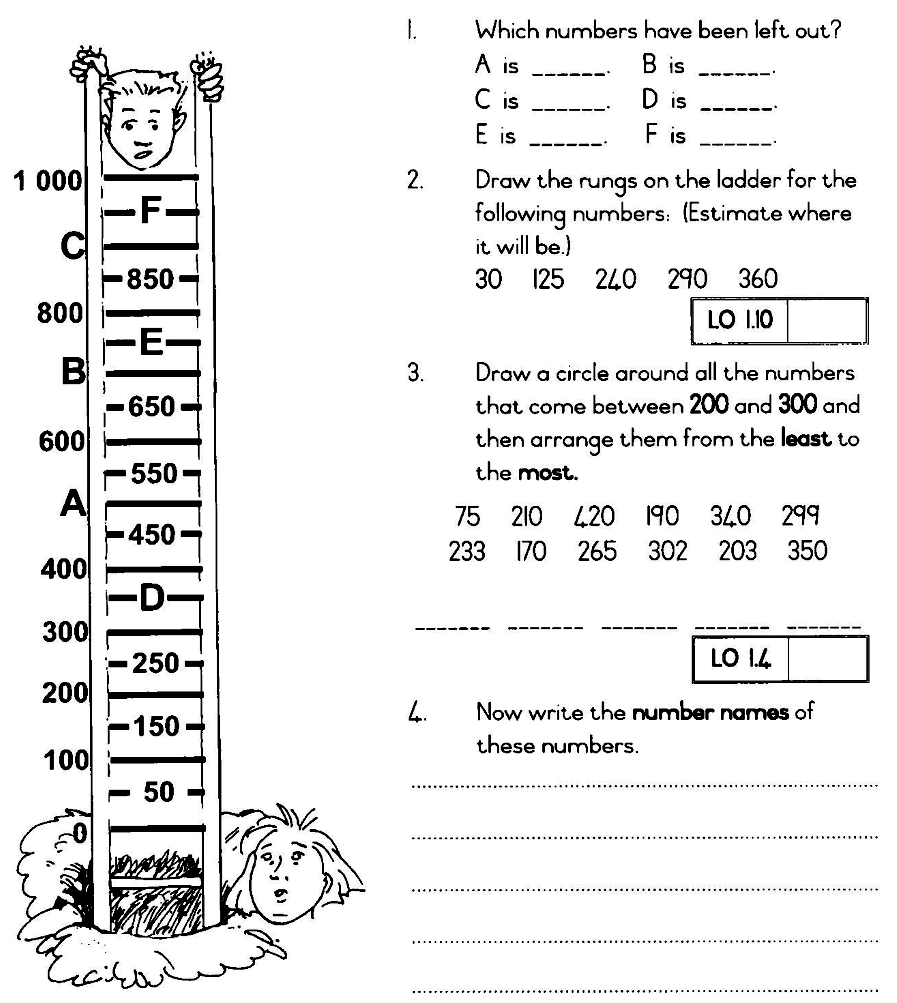 1 000
F
C
850
800
E
B
650
600
550
A
450
400
D
300
250
200
150
100
50
0
1. Which numbers have been left out?
A is ______. B is ______.
C is ______. D is ______.
E is ______. F is ______.
2. Draw the rungs on the ladder for the
following numbers: (Estimate where
it will be.)
30 125 240 290 360
LO 1.10
3. Draw a circle around all the numbers
that come between 200 and 300 and
then arrange them from the least to
the most.
75 210 420 190 340 299
233 170 265 302 203 350
LO 1.4
4. Now write the number names of
these numbers.